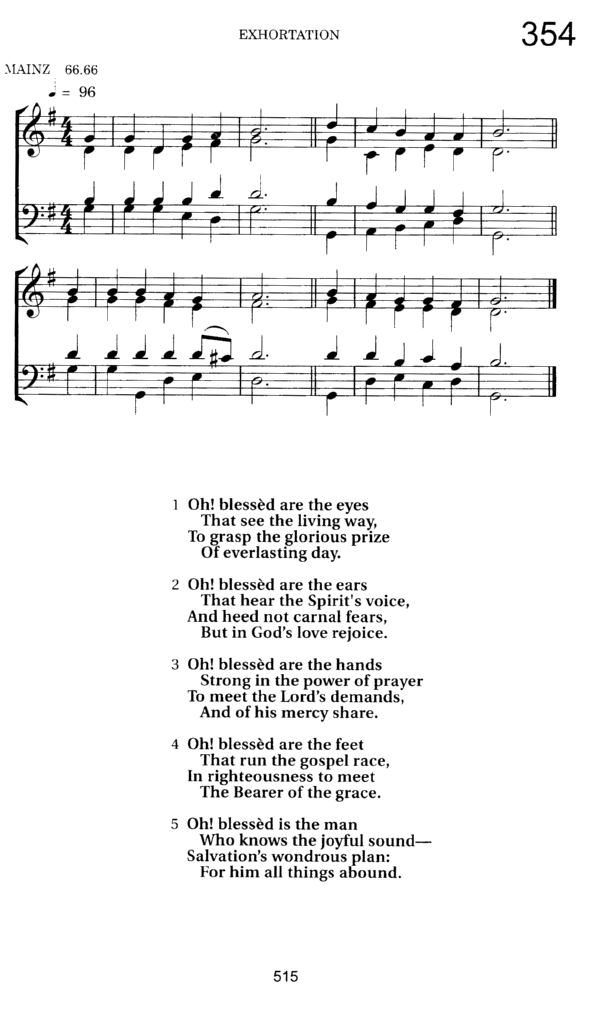 EXHORTATION
354
MAINZ 66.66
♩ = 96
1 Oh! blessèd are the eyes
That see the living way,
To grasp the glorious prize
Of everlasting day.
2 Oh! blessèd are the ears
That hear the Spirit's voice,
And heed not carnal fears,
But in God's love rejoice.
3 Oh! blessèd are the hands
Strong in the power of prayer
To meet the Lord's demands,
And of his mercy share.
4 Oh! blessèd are the feet
That run the gospel race,
In righteousness to meet
The Bearer of the grace.
5 Oh! blessèd is the man
Who knows the joyful sound—
Salvation's wondrous plan:
For him all things abound.
515